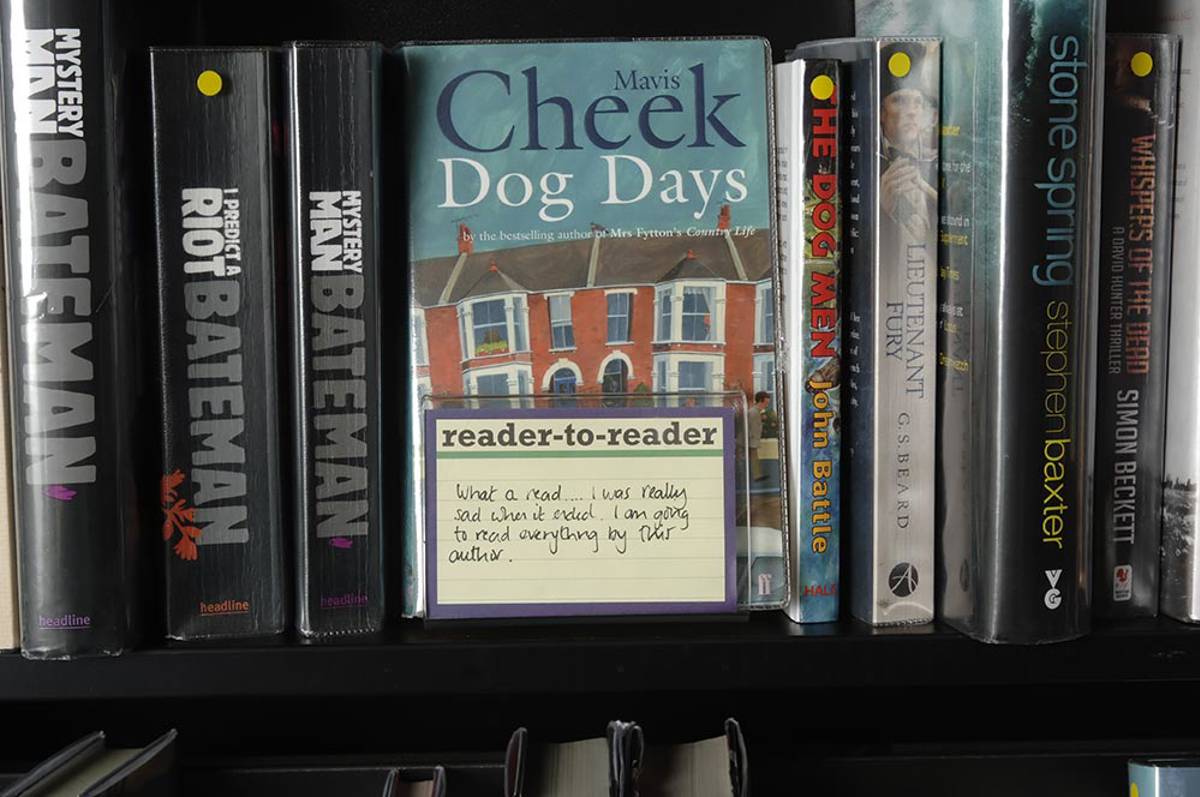 MYSTERY
MAN BATEMAN
headline
I PREDICT A
RIOT BATEMAN
headline
MYSTERY
MAN BATEMAN
headline
Mavis
Cheek
Dog Days
by the bestselling author of Mrs Fytton's Country Life
reader-to-reader
What a read.... I was really
sad when it ended. I am going
to read everything by this
author.
ff
THE DOG MEN John Battle
HALE
LIEUTENANT
FURY G.S. BEARD
stone spring stephen baxter
VG
WHISPERS OF THE DEAD
A DAVID HUNTER THRILLER
SIMON BECKETT